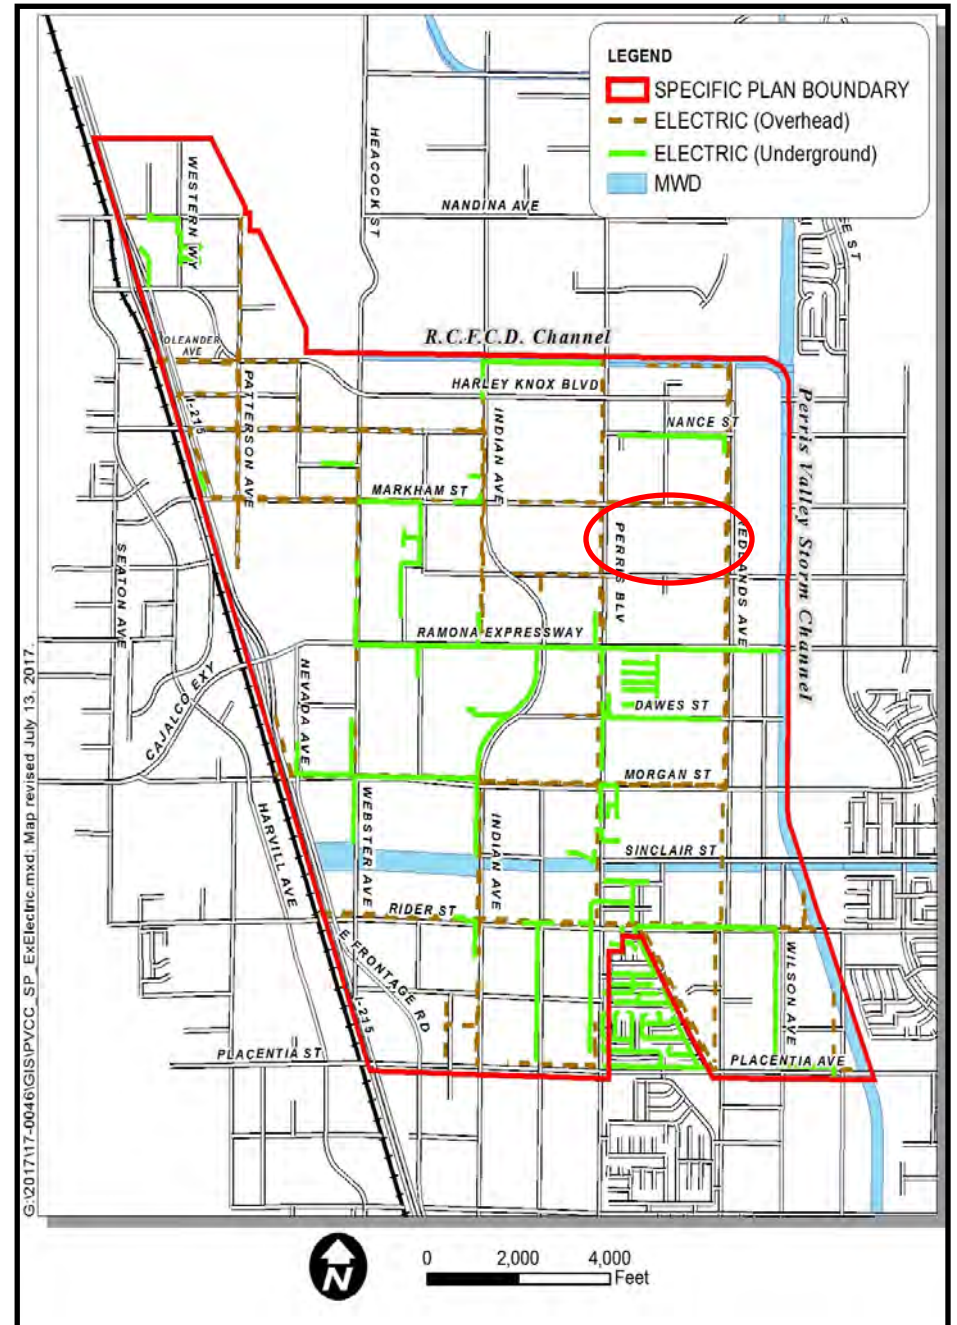 LEGEND
SPECIFIC PLAN BOUNDARY
ELECTRIC (Overhead)
ELECTRIC (Underground)
MWD
HEACOCK ST
WESTERN WY
NANDINA AVE
E ST
R.C.F.C.D. Channel
OLEANDER
AVE
HARLEY KNOX BLVD
PATTERSON AVE
I-215
INDIAN AVE
NANCE ST
Perris Valley Storm Channel
MARKHAM ST
PERRIS BLV
REDLANDS AVE
SEATON AVE
RAMONA EXPRESSWAY
CAJALCO EXY
NEVADA AVE
DAWES ST
MORGAN ST
HARVILL AVE
WEBSTER AVE
INDIAN AVE
SINCLAIR ST
RIDER ST
E FRONTAGE RD
WILSON AVE
I-215
PLACENTIA ST
PLACENTIA AVE
G:\2017\17-0046\GIS\PVCC_SP_ExElectric.mxd; Map revised July 13, 2017.
N
0 2,000 4,000
Feet